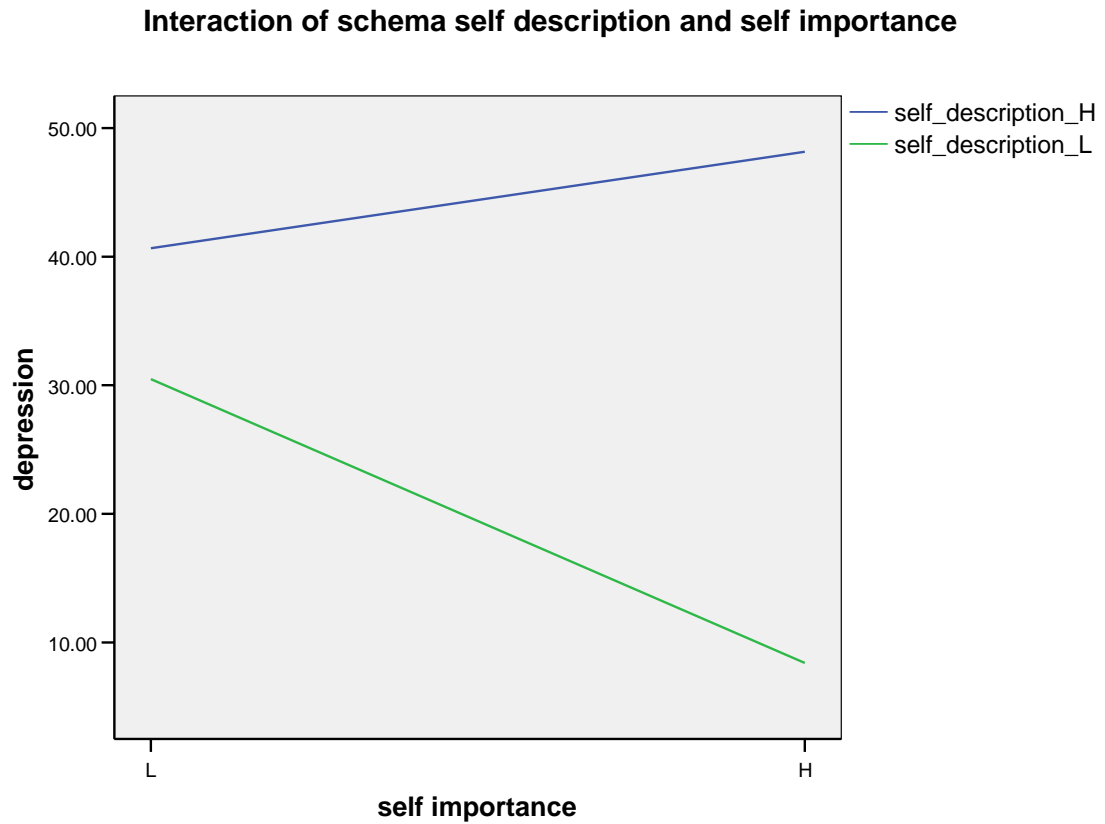 Interaction of schema self description and self importance
self_description_H
self_description_L
50.00
40.00
30.00
20.00
10.00
depression
L
H
self importance